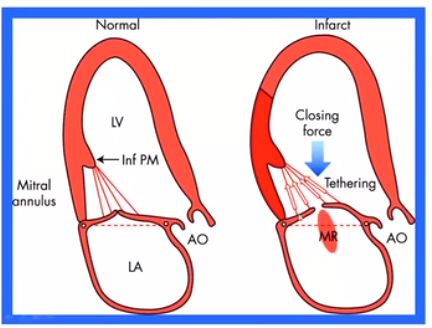 Normal
Infarct
LV
Inf PM
Mitral
annulus
AO
LA
Closing
force
Tethering
MR
AO